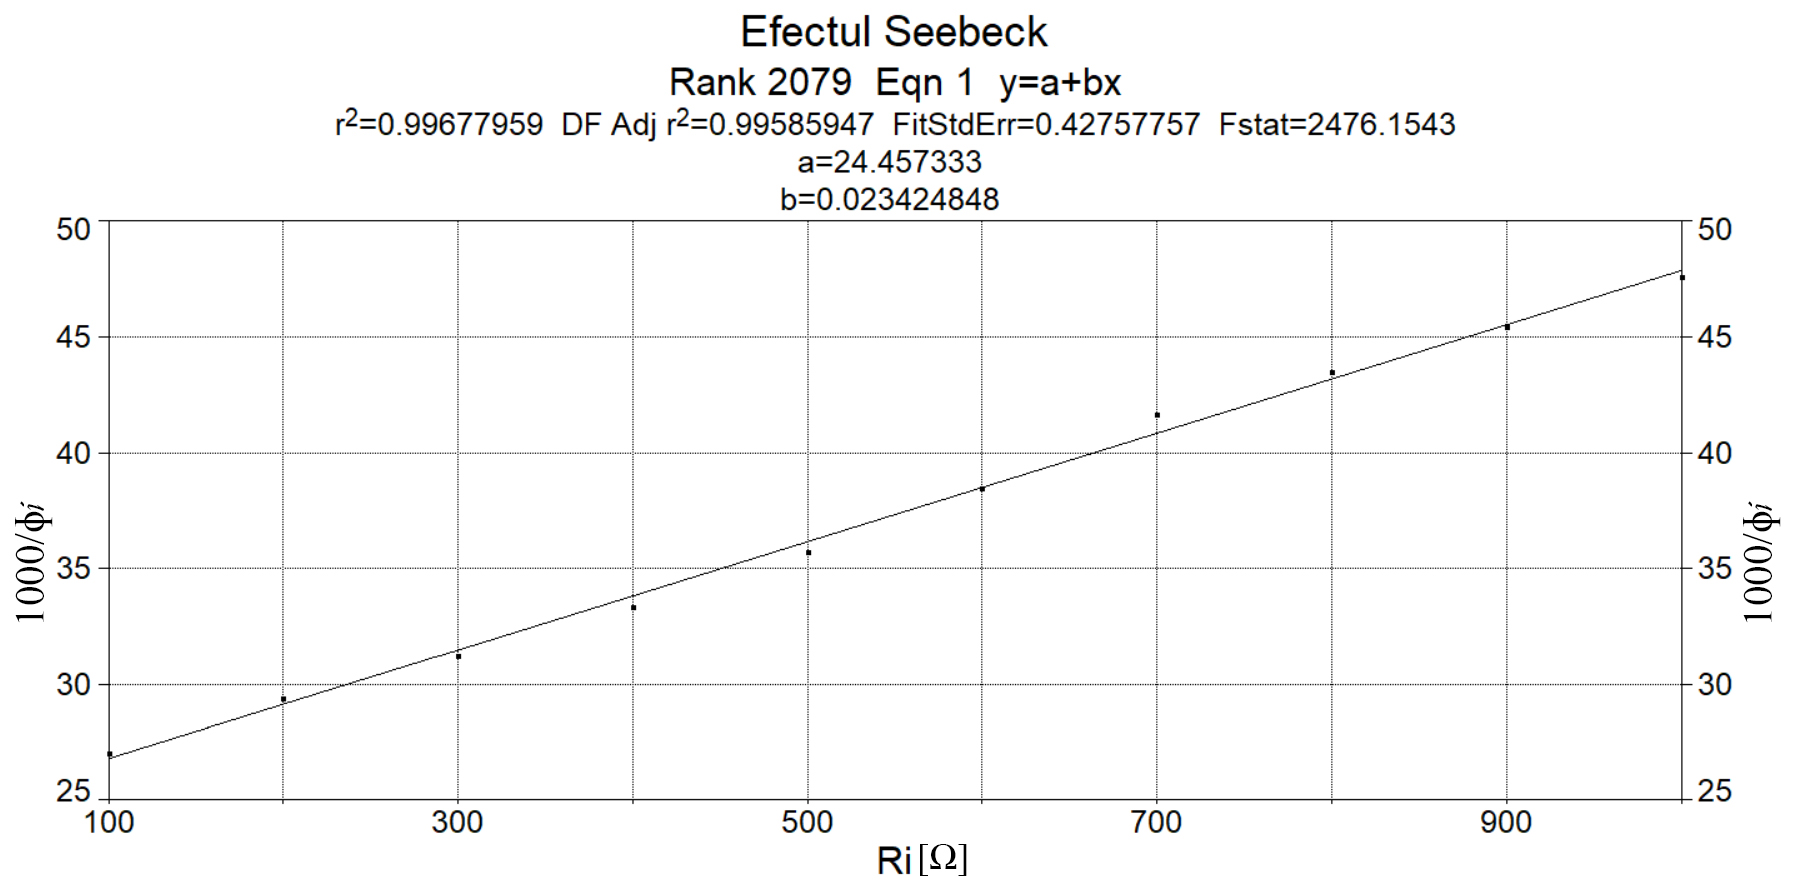 Efectul Seebeck
Rank 2079 Eqn 1 y=a+bx
r²=0.99677959 DF Adj r²=0.99585947 FitStdErr=0.42757757 Fstat=2476.1543
a=24.457333
b=0.023424848
50 50
45 45
40 40
35 35
30 30
25 25
1000/ϕi
1000/ϕi
100 300 500 700 900
Ri[Ω]